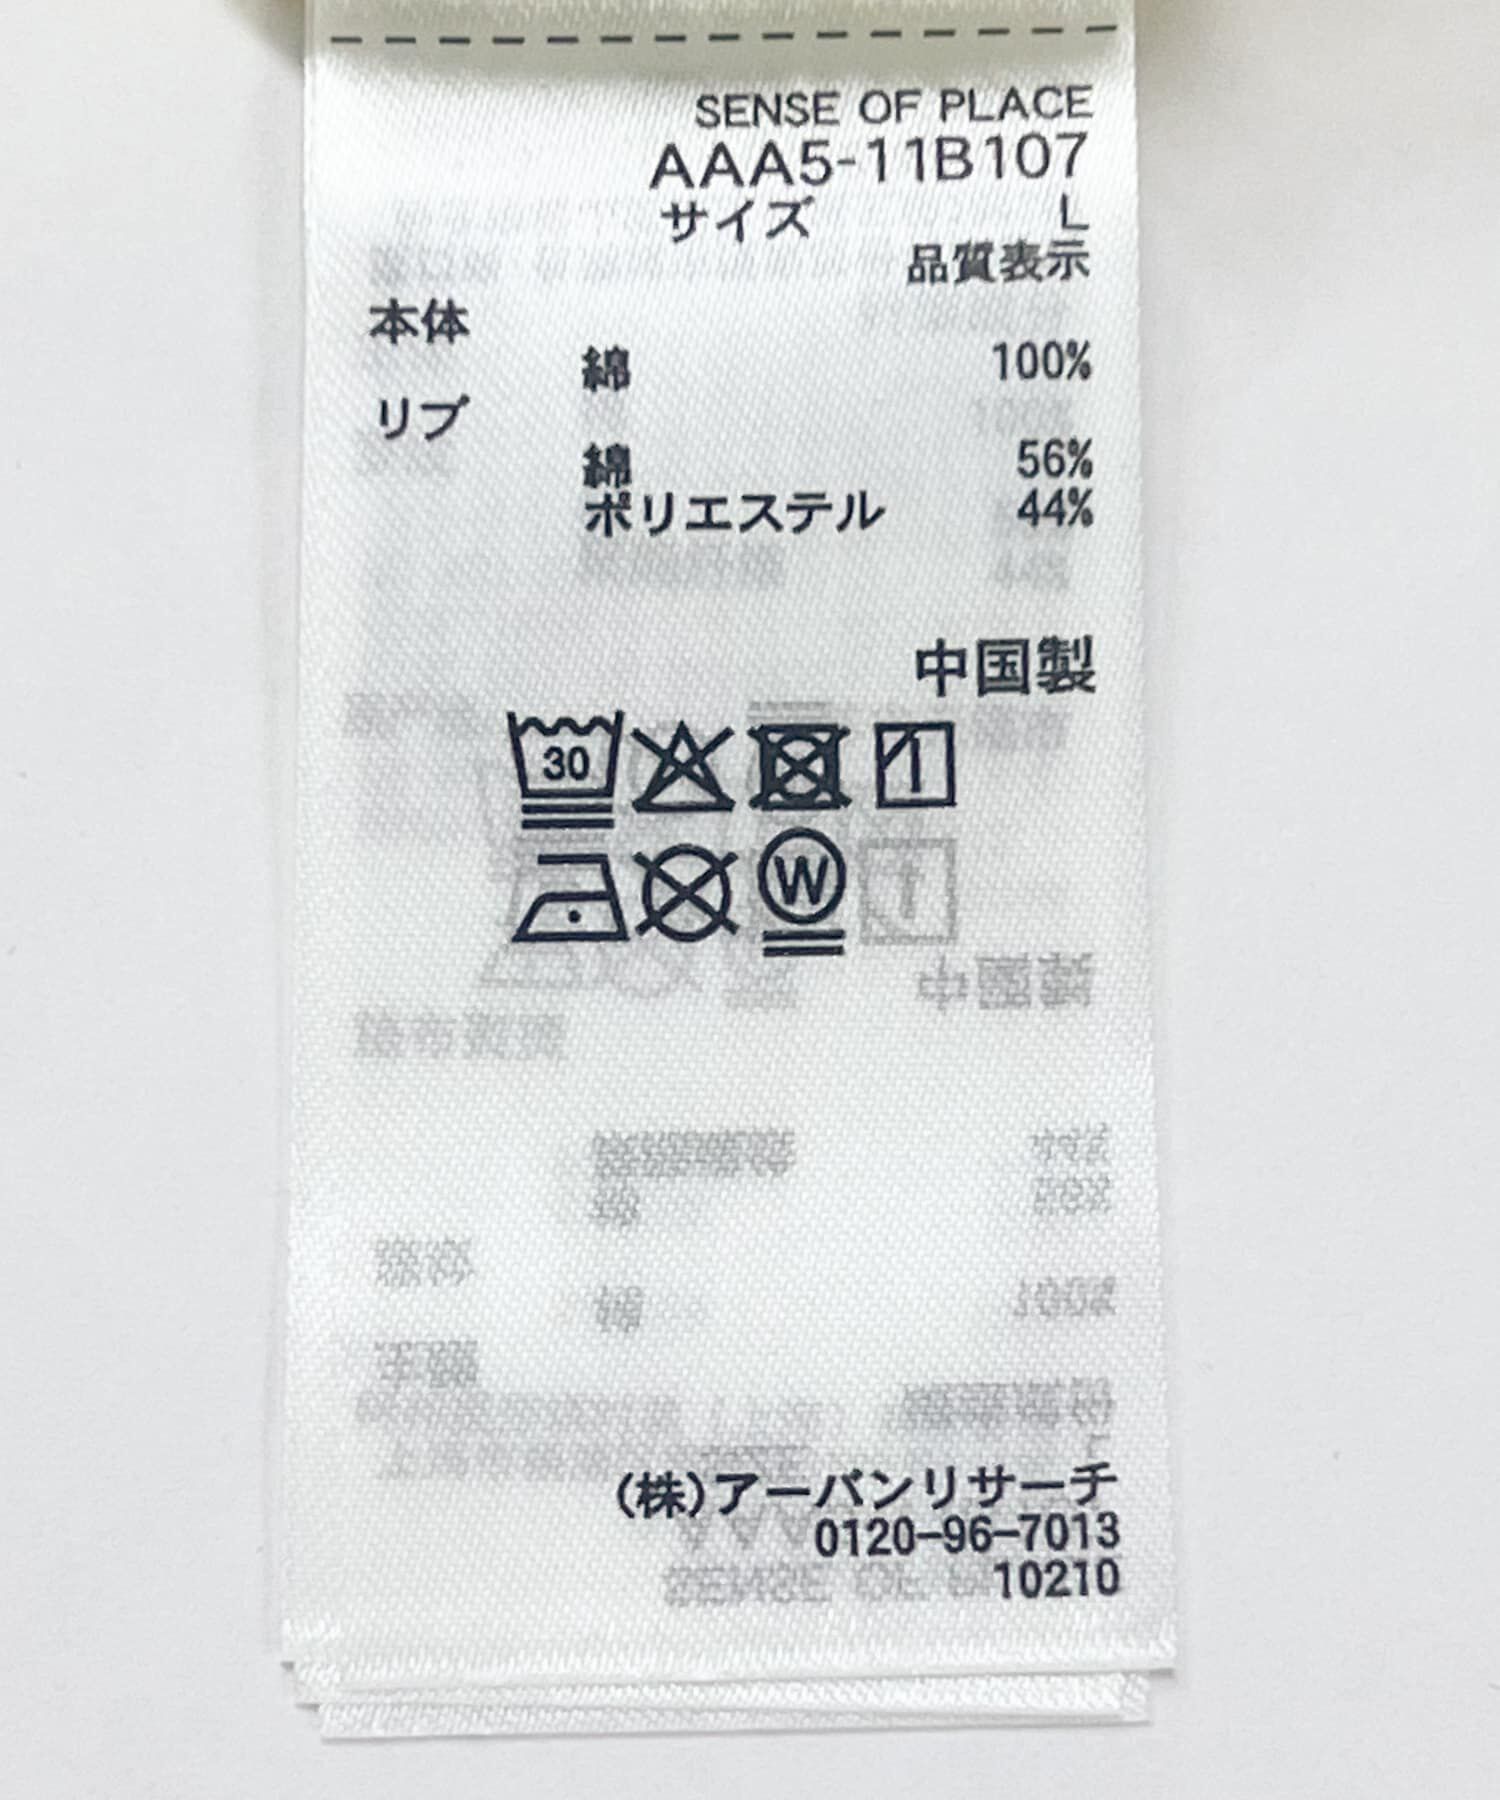 SENSE OF PLACE
AAA5-11B107
サイズ L
品質表示
本体
綿 100%
リブ
綿 56%
ポリエステル 44%
中国製
30
W
(株)アーバンリサーチ
0120-96-7013
10210